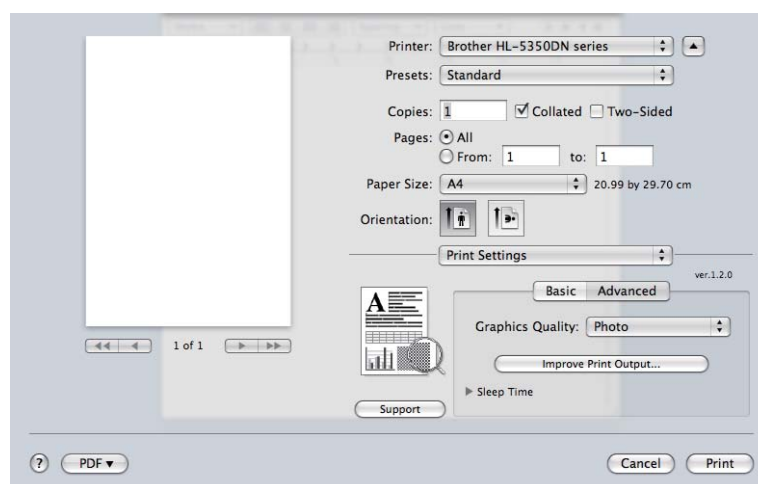 Printer: Brother HL-5350DN series
Presets: Standard
Copies: 1 Collated Two-Sided
Pages: All
From: 1 to: 1
Paper Size: A4 20.99 by 29.70 cm
Orientation:
Print Settings
ver.1.2.0
Basic Advanced
A
Graphics Quality: Photo
Improve Print Output...
Sleep Time
Support
1 of 1
? PDF▼ Cancel Print